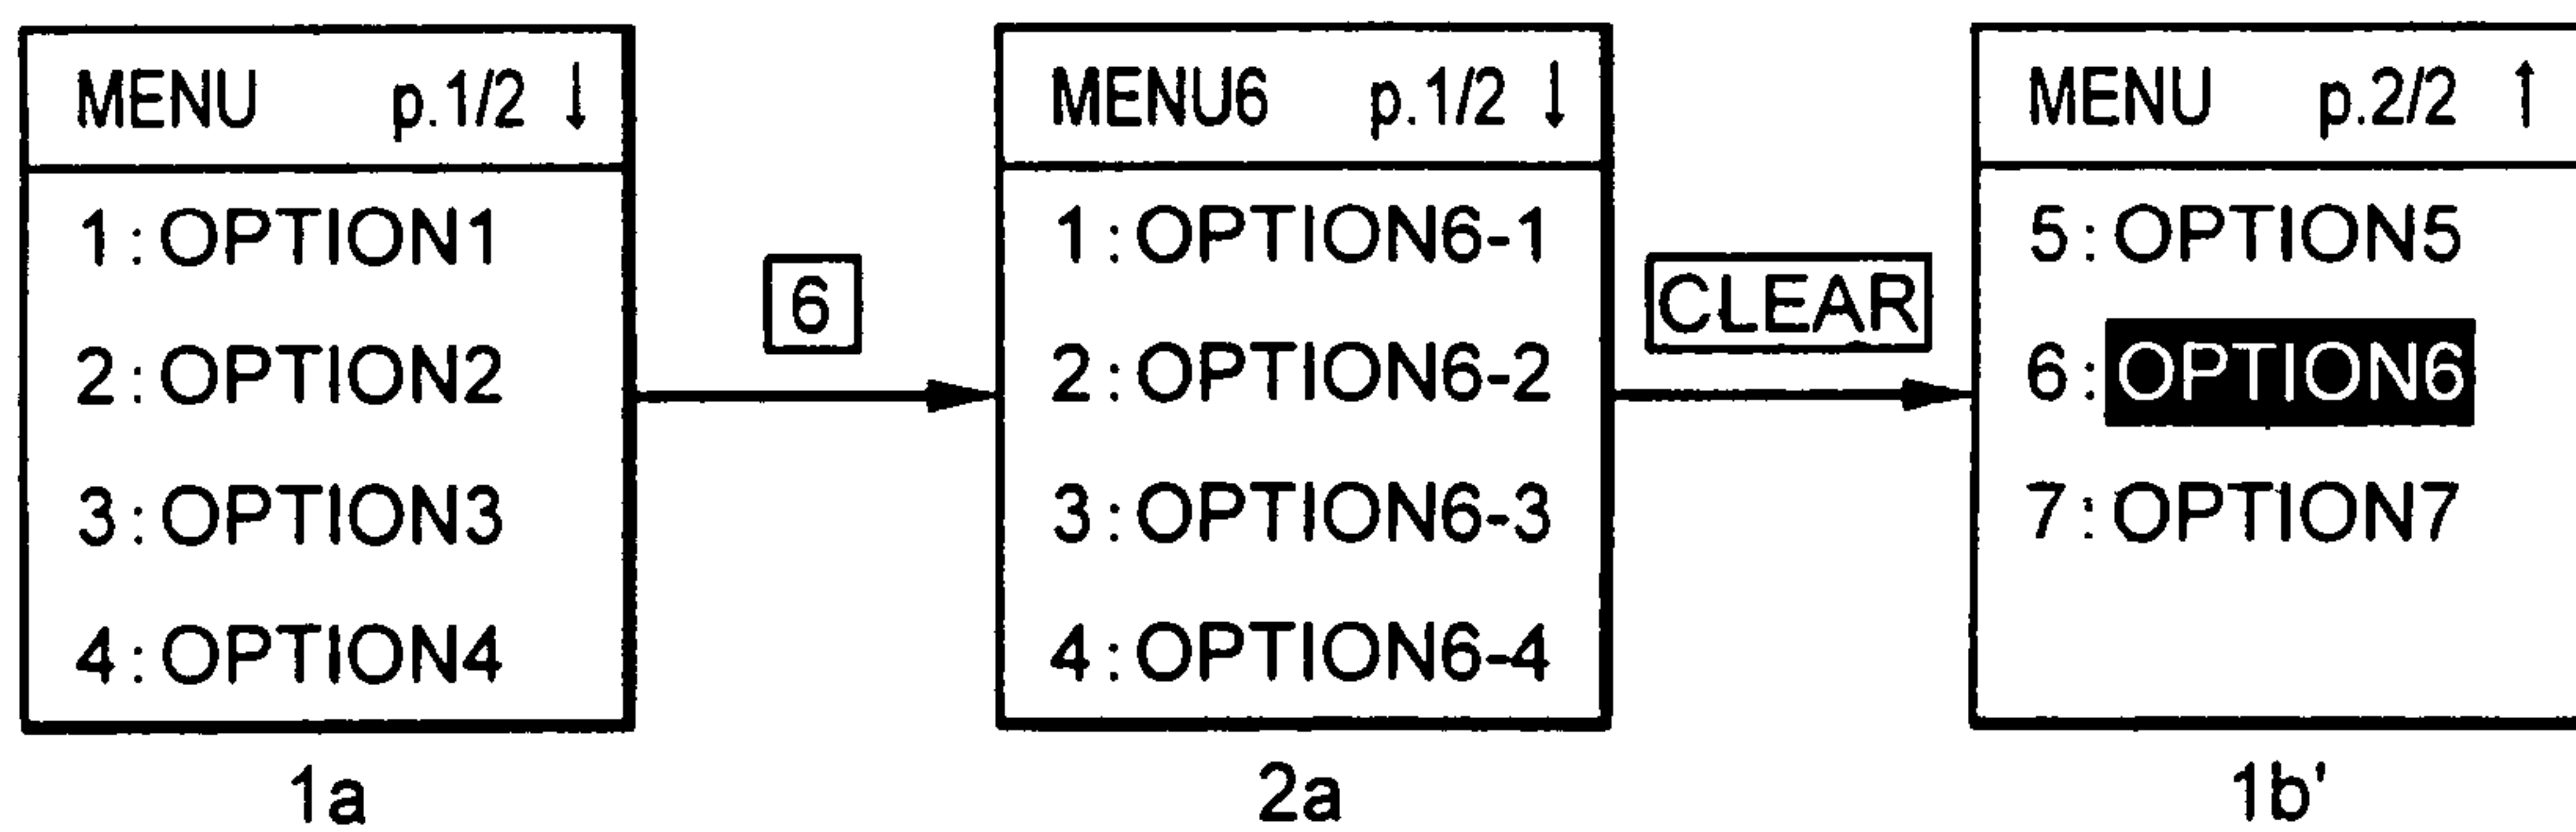 MENU p.1/2 ↓
1:OPTION1
2:OPTION2
3:OPTION3
4:OPTION4
1a
6
MENU6 p.1/2 ↓
1:OPTION6-1
2:OPTION6-2
3:OPTION6-3
4:OPTION6-4
2a
CLEAR
MENU p.2/2 ↑
5:OPTION5
6:OPTION6
7:OPTION7
1b'